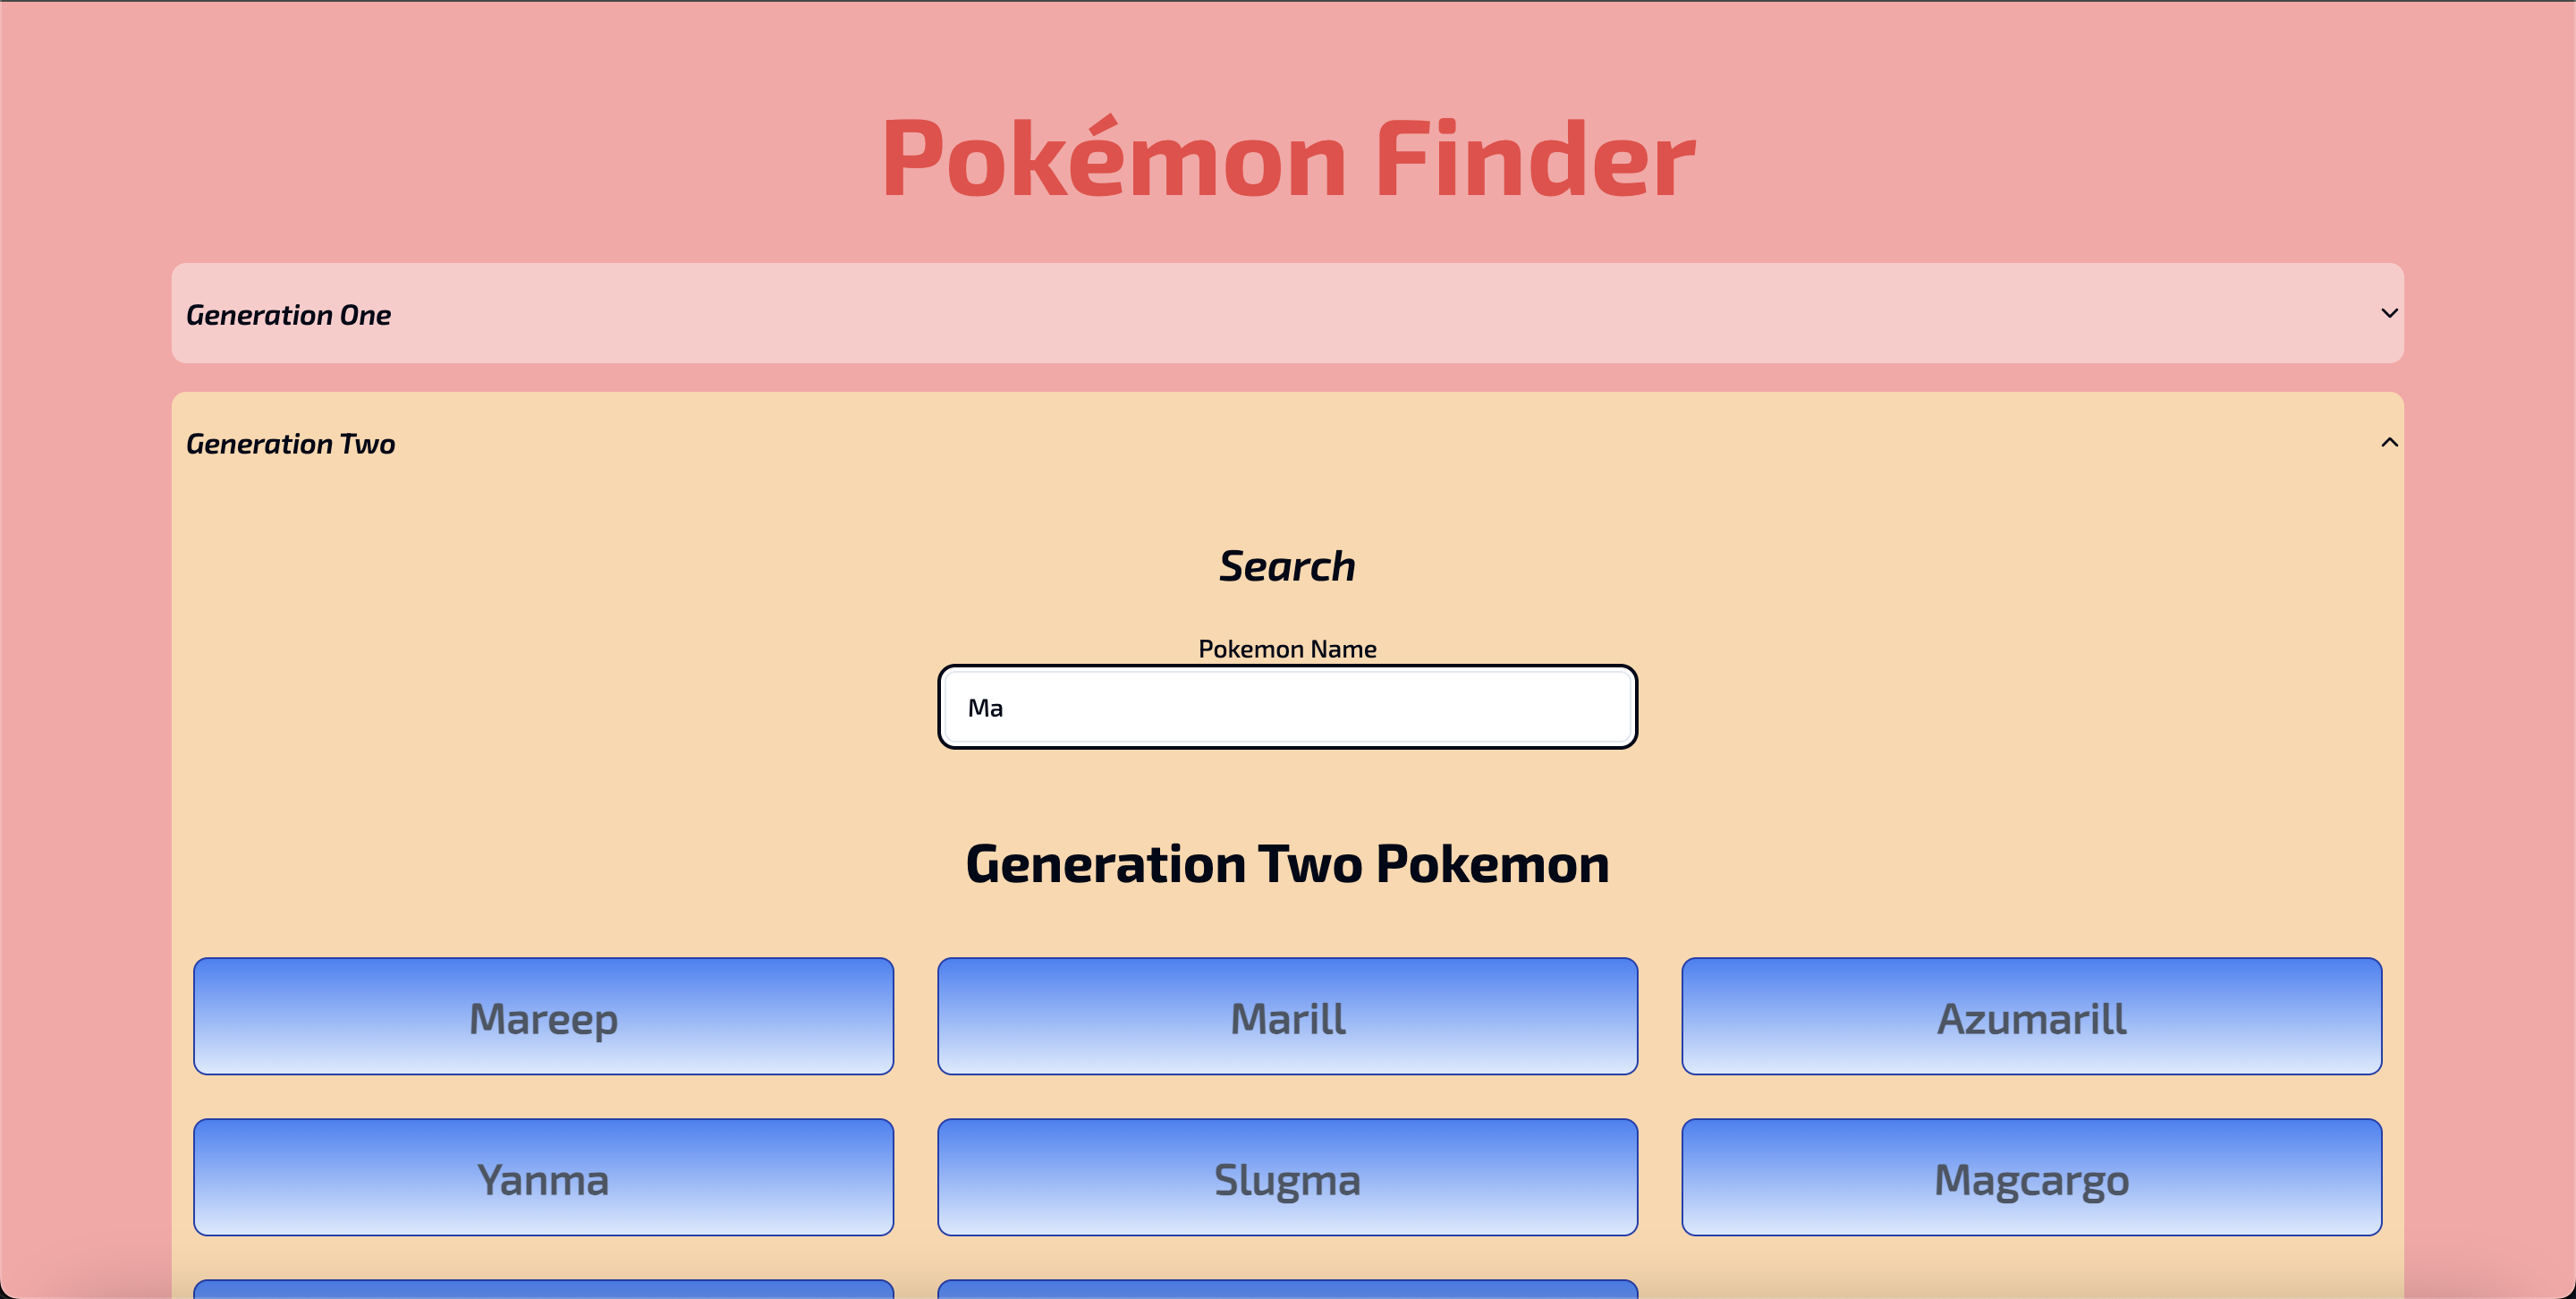 Pokémon Finder
Generation One
Generation Two
Search
Pokemon Name
Ma
Generation Two Pokemon
Mareep
Marill
Azumarill
Yanma
Slugma
Magcargo